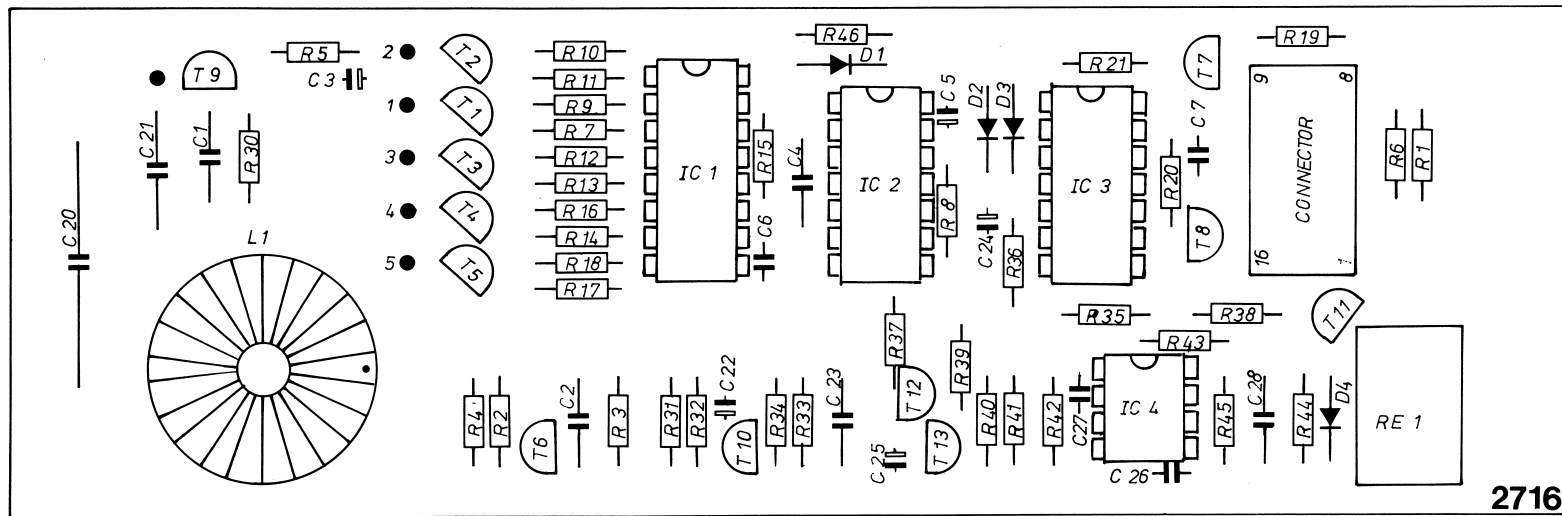 R46
R19
R5
2
T2
R10
D1
T9
C3
R11
R21
T7
9
8
1
T1
R9
C5
D2
D3
C7
C21
C1
R30
R7
R15
3
T3
R12
C4
R6
R1
IC 1
IC 2
IC 3
R20
CONNECTOR
R13
R8
4
T4
R16
C20
L1
R14
C6
C24
R36
T8
5
T5
R18
16
1
R17
R37
R35
R38
T11
R43
R39
C22
C23
T12
R4
R2
C2
R3
R31
R32
R34
R33
R40
R41
R42
C27
IC 4
R45
C28
R44
D4
RE 1
T6
T10
C25
T13
C 26
2716